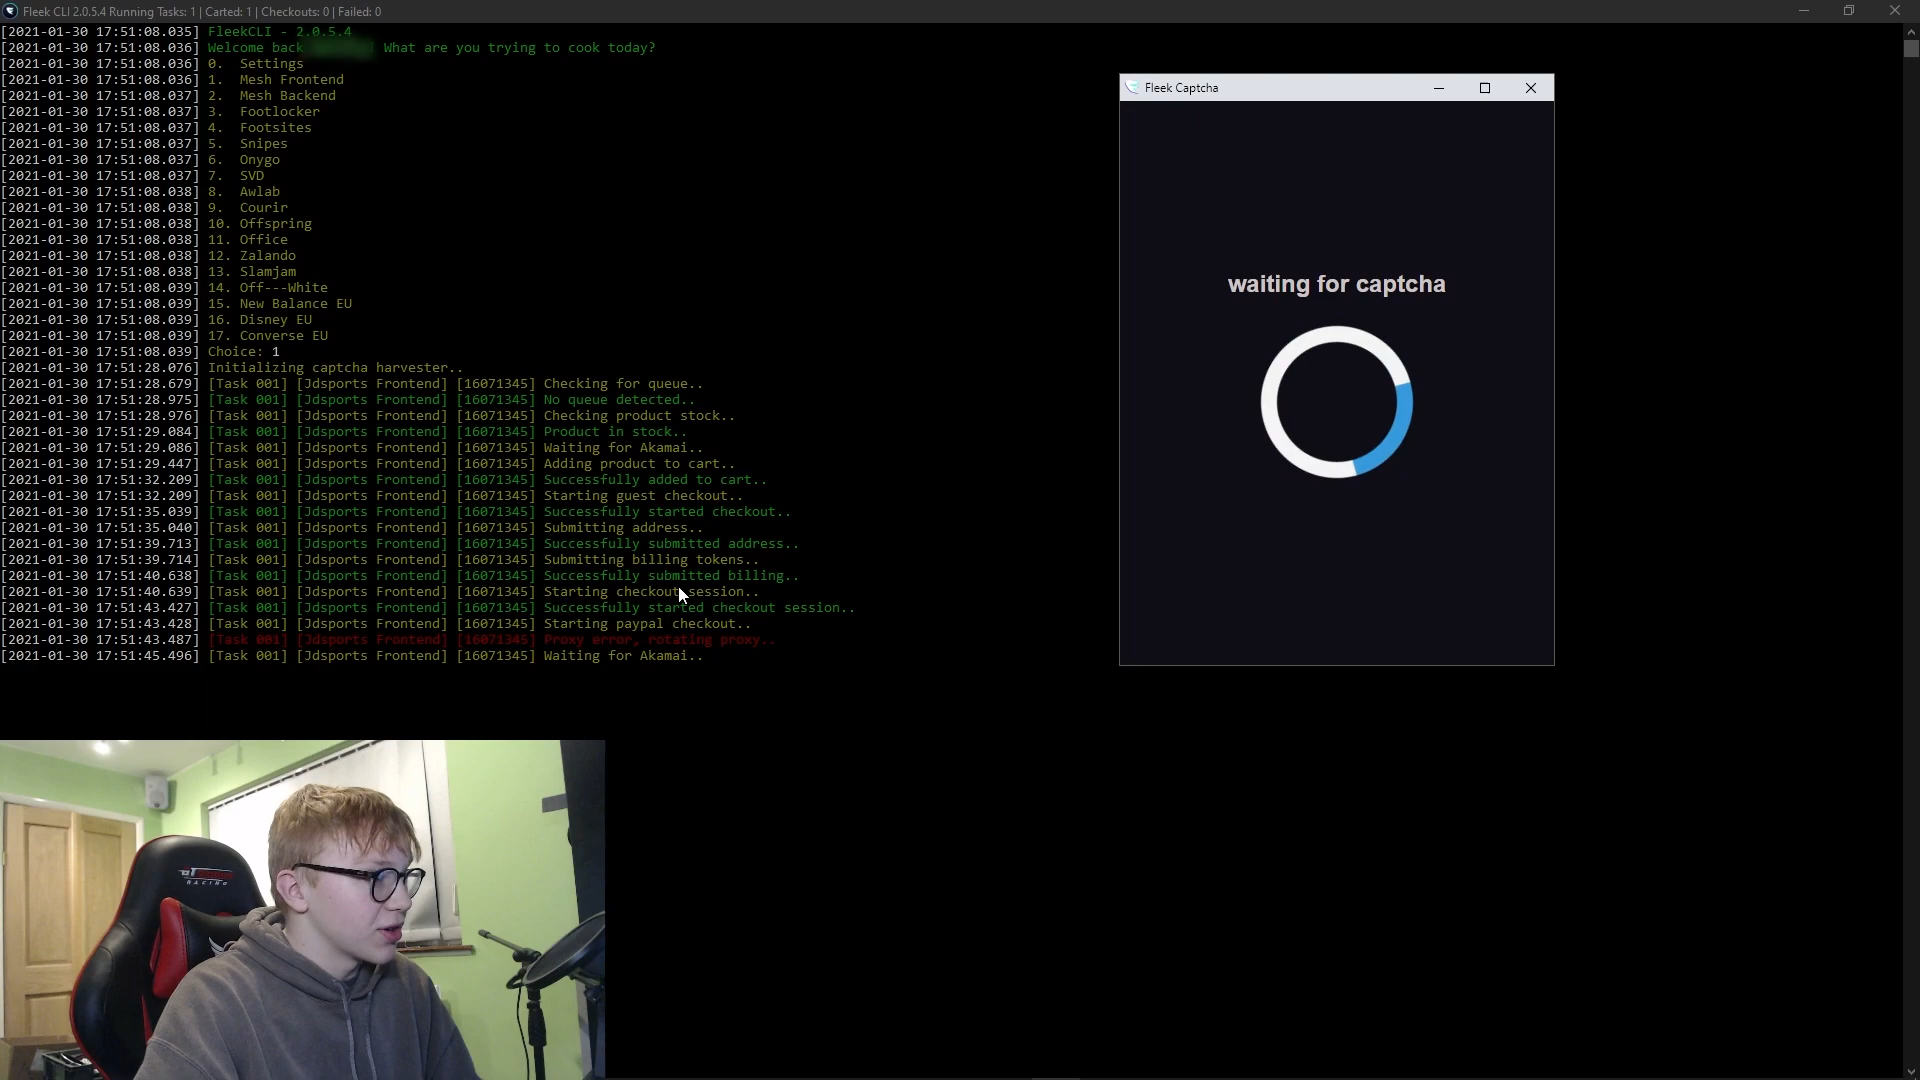 Fleek CLI 2.0.5.4 Running Tasks: 1 | Carted: 1 | Checkouts: 0 | Failed: 0
[2021-01-30 17:51:08.035] FleekCLI - 2.0.5.4
[2021-01-30 17:51:08.036] Welcome back What are you trying to cook today?
[2021-01-30 17:51:08.036] 0. Settings
[2021-01-30 17:51:08.036] 1. Mesh Frontend
[2021-01-30 17:51:08.037] 2. Mesh Backend
[2021-01-30 17:51:08.037] 3. Footlocker
[2021-01-30 17:51:08.037] 4. Footsites
[2021-01-30 17:51:08.037] 5. Snipes
[2021-01-30 17:51:08.037] 6. Onygo
[2021-01-30 17:51:08.037] 7. SVD
[2021-01-30 17:51:08.038] 8. Awlab
[2021-01-30 17:51:08.038] 9. Courir
[2021-01-30 17:51:08.038] 10. Offspring
[2021-01-30 17:51:08.038] 11. Office
[2021-01-30 17:51:08.038] 12. Zalando
[2021-01-30 17:51:08.038] 13. Slamjam
[2021-01-30 17:51:08.039] 14. Off---White
[2021-01-30 17:51:08.039] 15. New Balance EU
[2021-01-30 17:51:08.039] 16. Disney EU
[2021-01-30 17:51:08.039] 17. Converse EU
[2021-01-30 17:51:08.039] Choice: 1
[2021-01-30 17:51:28.076] Initializing captcha harvester..
[2021-01-30 17:51:28.679] [Task 001] [Jdsports Frontend] [16071345] Checking for queue..
[2021-01-30 17:51:28.975] [Task 001] [Jdsports Frontend] [16071345] No queue detected..
[2021-01-30 17:51:28.976] [Task 001] [Jdsports Frontend] [16071345] Checking product stock..
[2021-01-30 17:51:29.084] [Task 001] [Jdsports Frontend] [16071345] Product in stock..
[2021-01-30 17:51:29.086] [Task 001] [Jdsports Frontend] [16071345] Waiting for Akamai..
[2021-01-30 17:51:29.447] [Task 001] [Jdsports Frontend] [16071345] Adding product to cart..
[2021-01-30 17:51:32.209] [Task 001] [Jdsports Frontend] [16071345] Successfully added to cart..
[2021-01-30 17:51:32.209] [Task 001] [Jdsports Frontend] [16071345] Starting guest checkout..
[2021-01-30 17:51:35.039] [Task 001] [Jdsports Frontend] [16071345] Successfully started checkout..
[2021-01-30 17:51:35.040] [Task 001] [Jdsports Frontend] [16071345] Submitting address..
[2021-01-30 17:51:39.713] [Task 001] [Jdsports Frontend] [16071345] Successfully submitted address..
[2021-01-30 17:51:39.714] [Task 001] [Jdsports Frontend] [16071345] Submitting billing tokens..
[2021-01-30 17:51:40.638] [Task 001] [Jdsports Frontend] [16071345] Successfully submitted billing..
[2021-01-30 17:51:40.639] [Task 001] [Jdsports Frontend] [16071345] Starting checkout session..
[2021-01-30 17:51:43.427] [Task 001] [Jdsports Frontend] [16071345] Successfully started checkout session..
[2021-01-30 17:51:43.428] [Task 001] [Jdsports Frontend] [16071345] Starting paypal checkout..
[2021-01-30 17:51:43.487] [Task 001] [Jdsports Frontend] [16071345] Proxy error, rotating proxy..
[2021-01-30 17:51:45.496] [Task 001] [Jdsports Frontend] [16071345] Waiting for Akamai..
Fleek Captcha
waiting for captcha
RACING